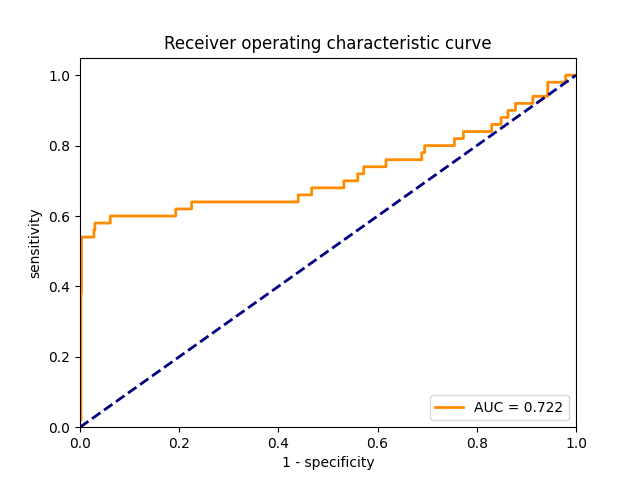 Receiver operating characteristic curve
1.0
0.8
0.6
0.4
0.2
0.0
sensitivity
AUC = 0.722
0.0 0.2 0.4 0.6 0.8 1.0
1 - specificity